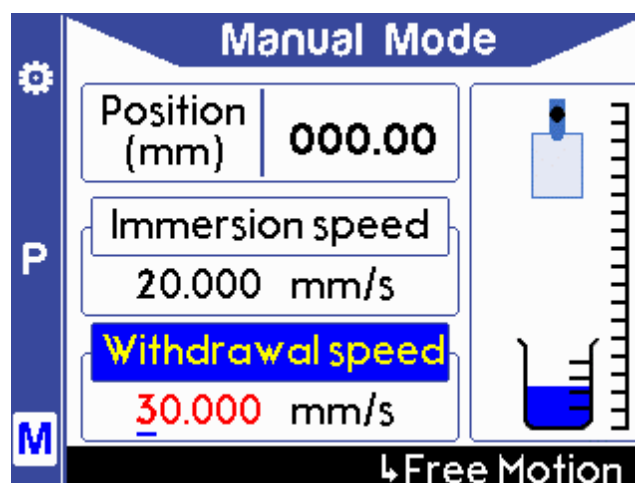 Manual Mode
Position
(mm)
000.00
Immersion speed
20.000 mm/s
P
Withdrawal speed
30.000 mm/s
M
↳Free Motion